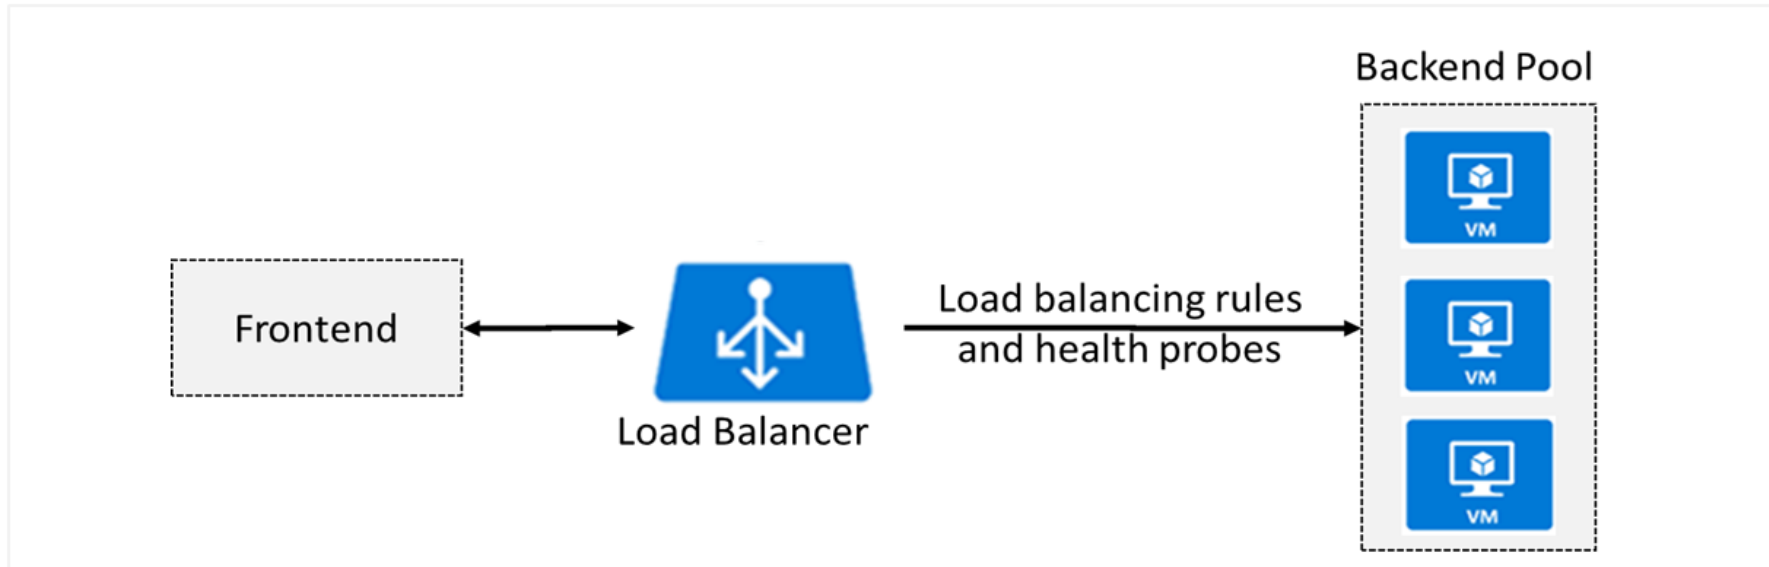 Backend Pool
VM
Frontend
Load balancing rules
and health probes
VM
Load Balancer
VM